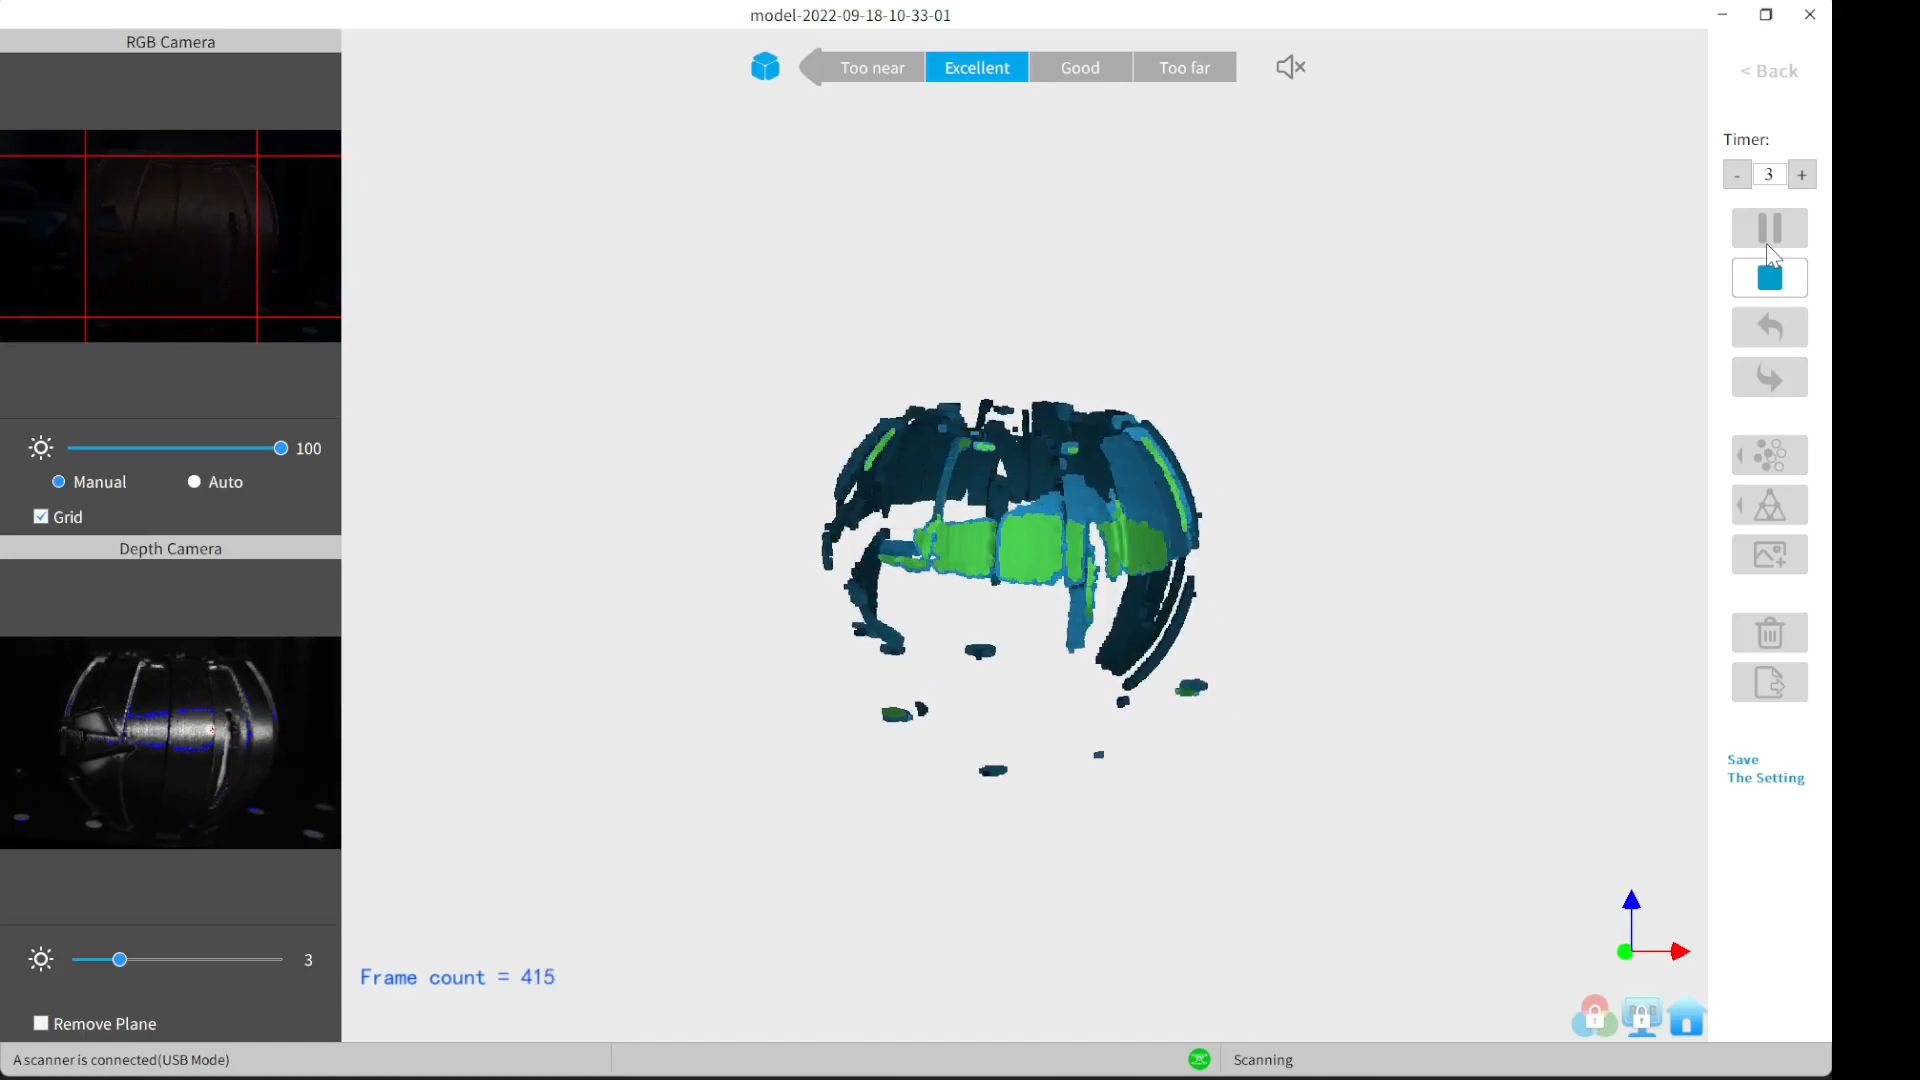 model-2022-09-18-10-33-01
RGB Camera
Too near
Excellent
Good
Too far
< Back
Timer:
- 3 +
100
Manual
Auto
Grid
Depth Camera
Save
The Setting
3
Frame count = 415
Remove Plane
A scanner is connected(USB Mode)
Scanning